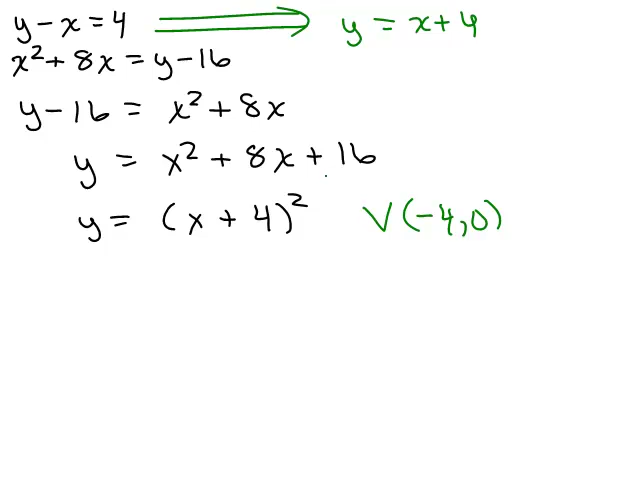 y - x = 4 ⟹ y = x + 4
x² + 8x = y - 16
y - 16 = x² + 8x
y = x² + 8x + 16
y = (x + 4)² V(-4,0)